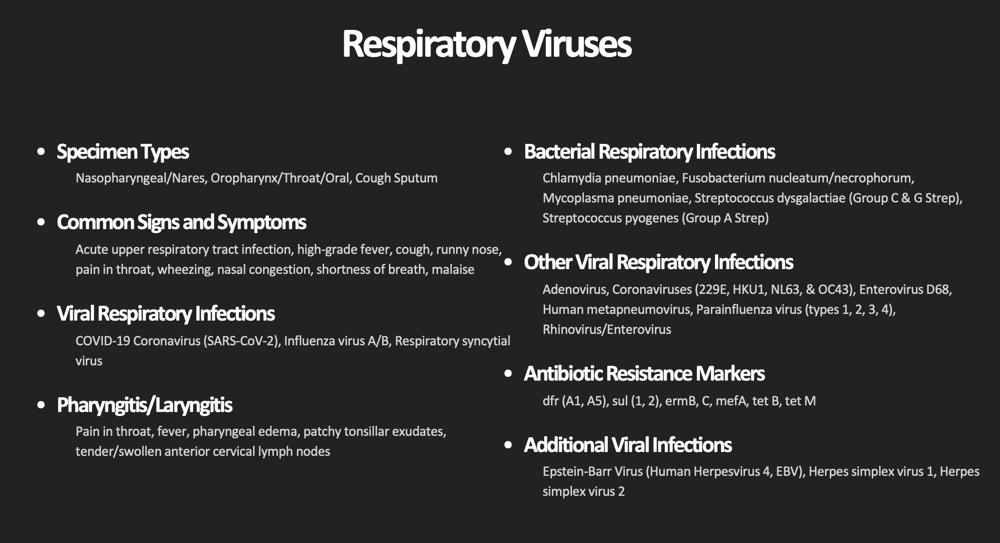 Respiratory Viruses
• Specimen Types
Nasopharyngeal/Nares, Oropharynx/Throat/Oral, Cough Sputum
• Common Signs and Symptoms
Acute upper respiratory tract infection, high-grade fever, cough, runny nose,
pain in throat, wheezing, nasal congestion, shortness of breath, malaise
• Viral Respiratory Infections
COVID-19 Coronavirus (SARS-CoV-2), Influenza virus A/B, Respiratory syncytial
virus
• Pharyngitis/Laryngitis
Pain in throat, fever, pharyngeal edema, patchy tonsillar exudates,
tender/swollen anterior cervical lymph nodes
• Bacterial Respiratory Infections
Chlamydia pneumoniae, Fusobacterium nucleatum/necrophorum,
Mycoplasma pneumoniae, Streptococcus dysgalactiae (Group C & G Strep),
Streptococcus pyogenes (Group A Strep)
• Other Viral Respiratory Infections
Adenovirus, Coronaviruses (229E, HKU1, NL63, & OC43), Enterovirus D68,
Human metapneumovirus, Parainfluenza virus (types 1, 2, 3, 4),
Rhinovirus/Enterovirus
• Antibiotic Resistance Markers
dfr (A1, A5), sul (1, 2), ermB, C, mefA, tet B, tet M
• Additional Viral Infections
Epstein-Barr Virus (Human Herpesvirus 4, EBV), Herpes simplex virus 1, Herpes
simplex virus 2